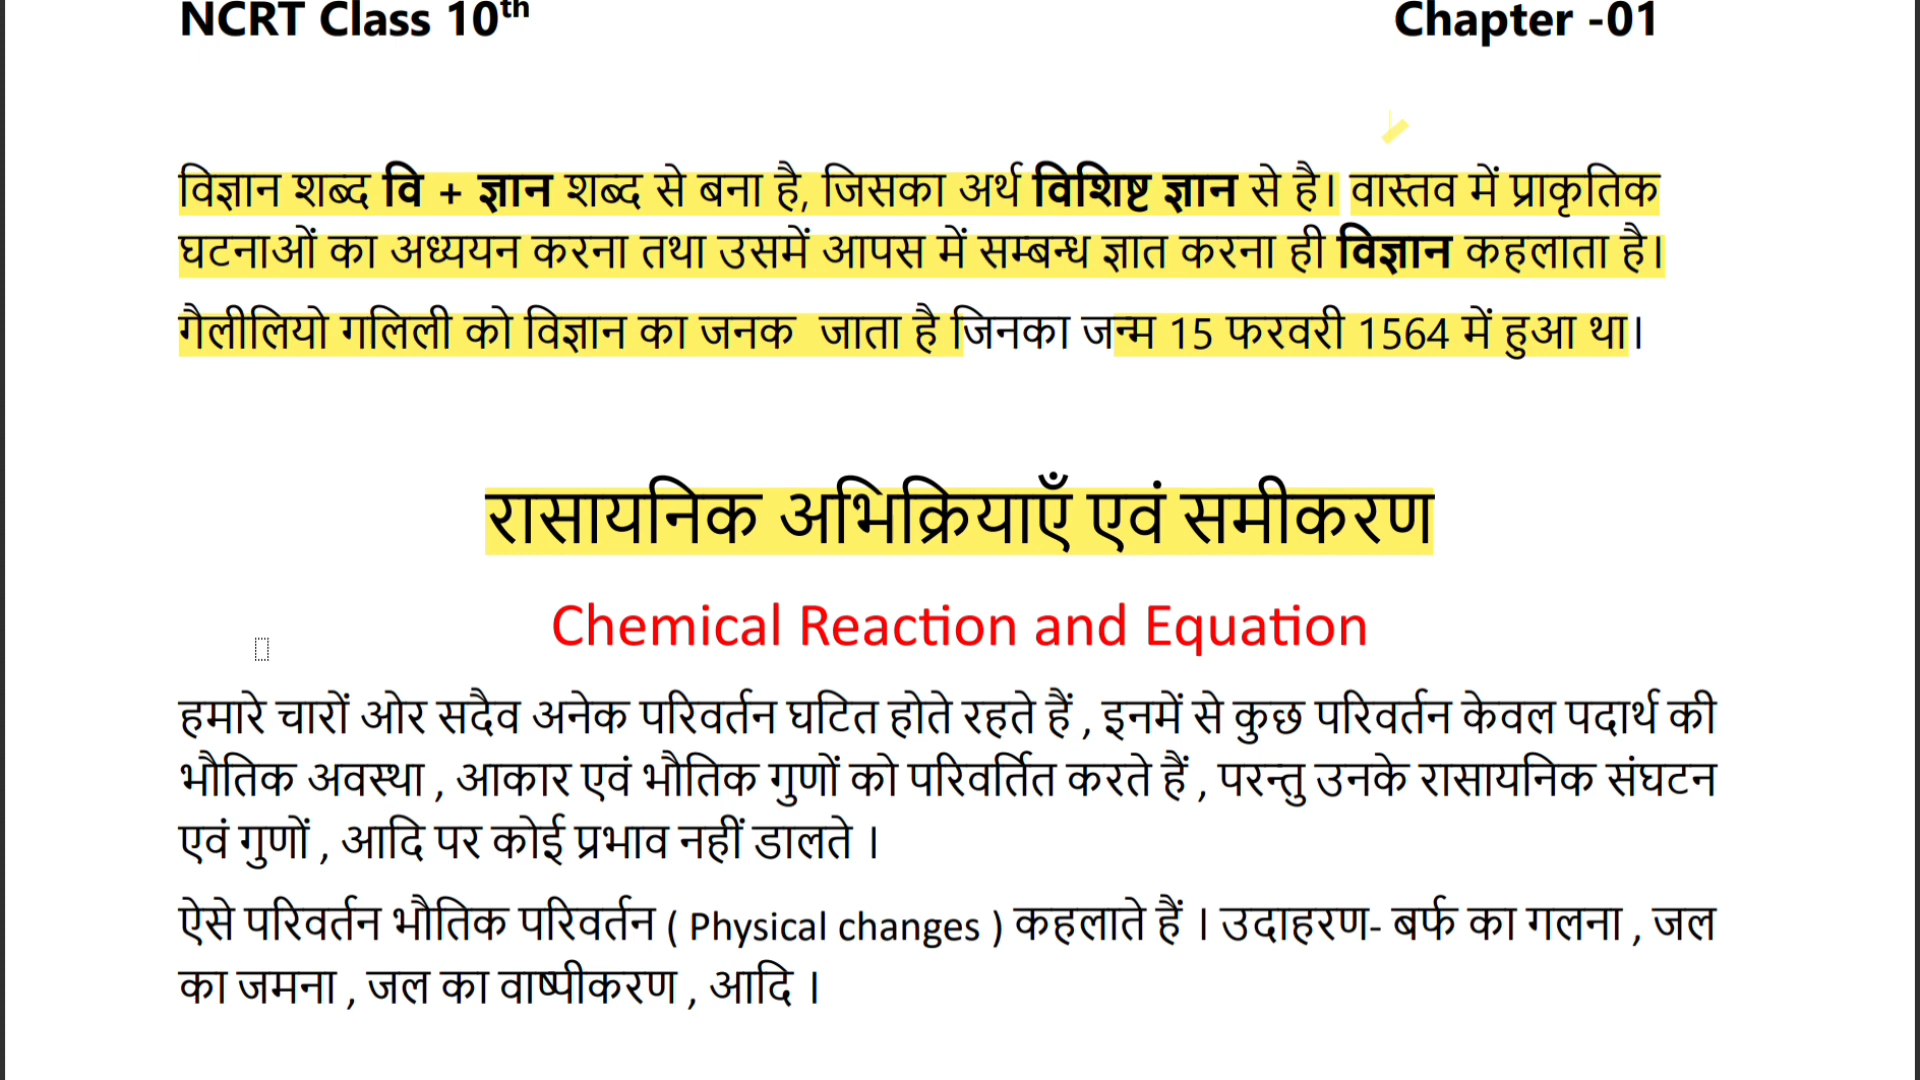 NCRT Class 10th Chapter -01
विज्ञान शब्द वि + ज्ञान शब्द से बना है, जिसका अर्थ विशिष्ट ज्ञान से है। वास्तव में प्राकृतिक
घटनाओं का अध्ययन करना तथा उसमें आपस में सम्बन्ध ज्ञात करना ही विज्ञान कहलाता है।
गैलीलियो गलिली को विज्ञान का जनक जाता है जिनका जन्म 15 फरवरी 1564 में हुआ था।
रासायनिक अभिक्रियाएँ एवं समीकरण
Chemical Reaction and Equation
हमारे चारों ओर सदैव अनेक परिवर्तन घटित होते रहते हैं , इनमें से कुछ परिवर्तन केवल पदार्थ की
भौतिक अवस्था , आकार एवं भौतिक गुणों को परिवर्तित करते हैं , परन्तु उनके रासायनिक संघटन
एवं गुणों , आदि पर कोई प्रभाव नहीं डालते ।
ऐसे परिवर्तन भौतिक परिवर्तन ( Physical changes ) कहलाते हैं । उदाहरण- बर्फ का गलना , जल
का जमना , जल का वाष्पीकरण , आदि ।